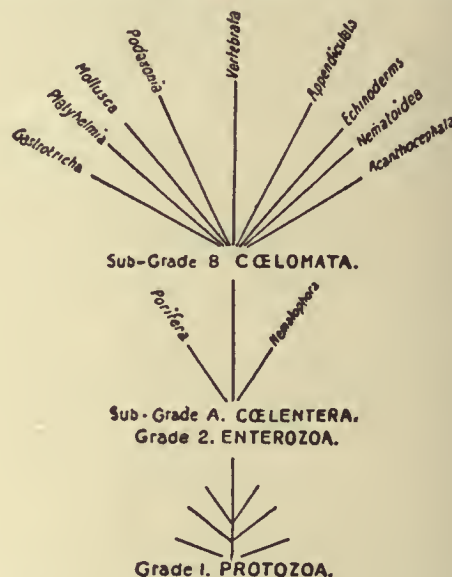 Gastrotricha
Platyhelmia
Mollusca
Podaxonia
Vertebrata
Appendiculata
Echinoderms
Nematoidea
Acanthocephala
Sub-Grade B CŒLOMATA.
Porifera
Nematophora
Sub-Grade A. CŒLENTERA.
Grade 2. ENTEROZOA.
Grade 1. PROTOZOA.